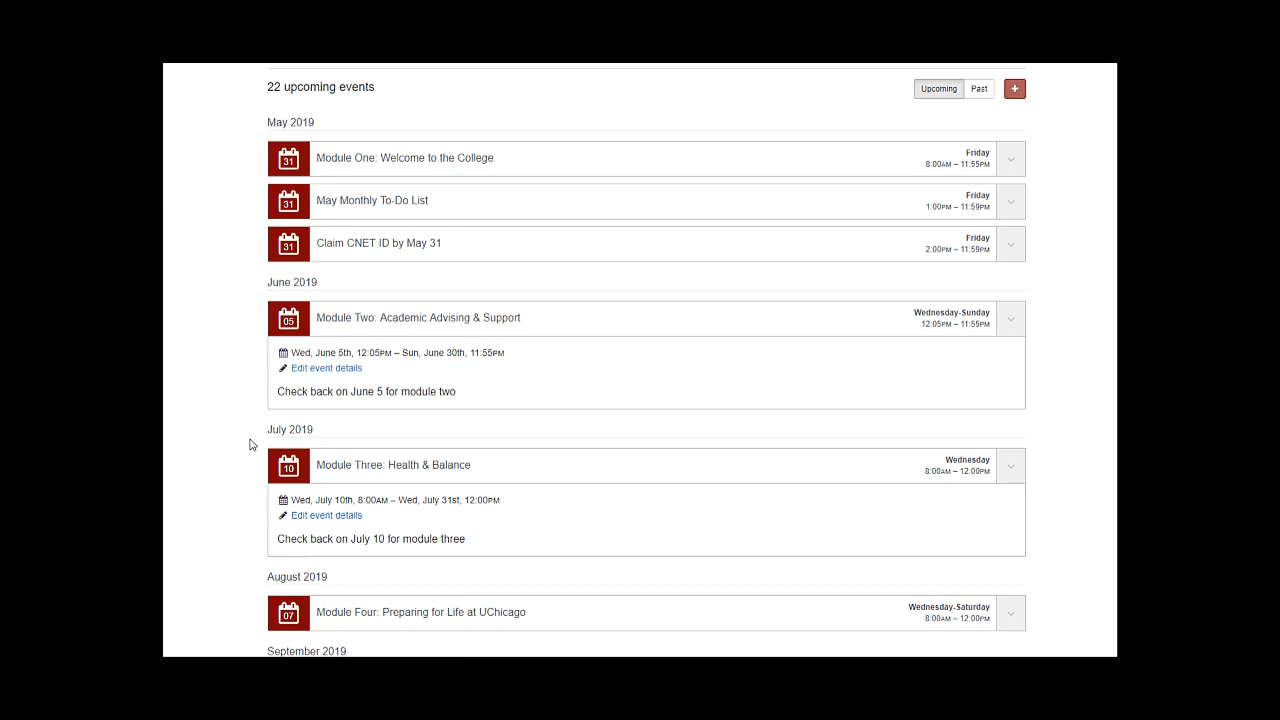 22 upcoming events
Upcoming Past +
May 2019
31 Module One: Welcome to the College Friday
8:00AM – 11:55PM
31 May Monthly To-Do List Friday
1:00PM – 11:59PM
31 Claim CNET ID by May 31 Friday
2:00PM – 11:59PM
June 2019
05 Module Two: Academic Advising & Support Wednesday-Sunday
12:05PM – 11:55PM
Wed, June 5th, 12:05PM – Sun, June 30th, 11:55PM
Edit event details
Check back on June 5 for module two
July 2019
10 Module Three: Health & Balance Wednesday
8:00AM – 12:00PM
Wed, July 10th, 8:00AM – Wed, July 31st, 12:00PM
Edit event details
Check back on July 10 for module three
August 2019
07 Module Four: Preparing for Life at UChicago Wednesday-Saturday
8:00AM – 12:00PM
September 2019